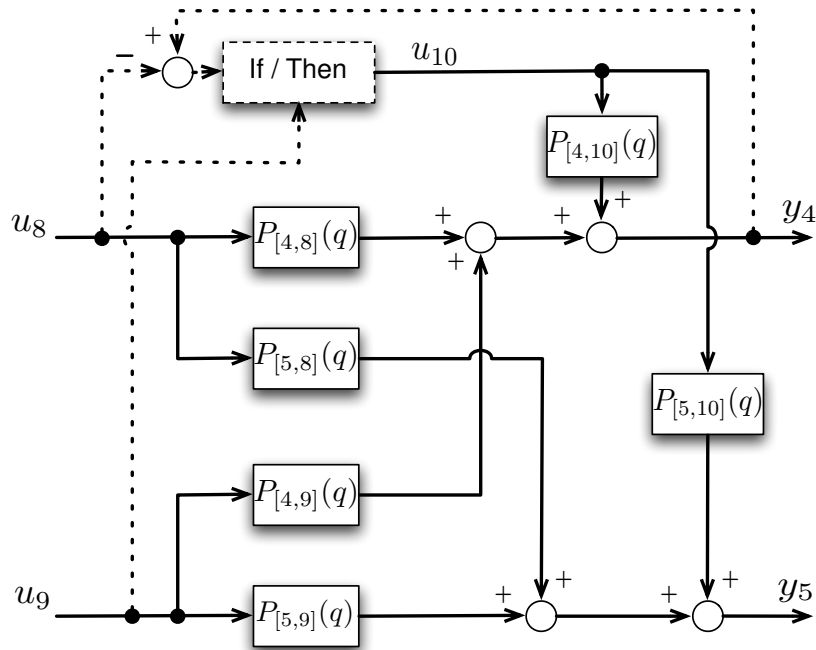 + − If / Then u₁₀
P[4,10](q)
+
u₈ P[4,8](q) + + y₄
+
P[5,8](q)
P[5,10](q)
P[4,9](q)
+ +
u₉ P[5,9](q) + + y₅